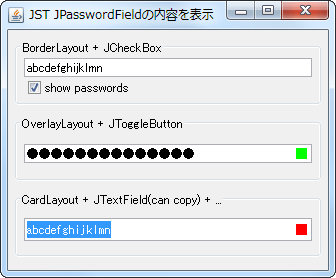 JST JPasswordFieldの内容を表示
BorderLayout + JCheckBox
abcdefghijklmn
show passwords
OverlayLayout + JToggleButton
●●●●●●●●●●●●●●
CardLayout + JTextField(can copy) + ...
abcdefghijklmn